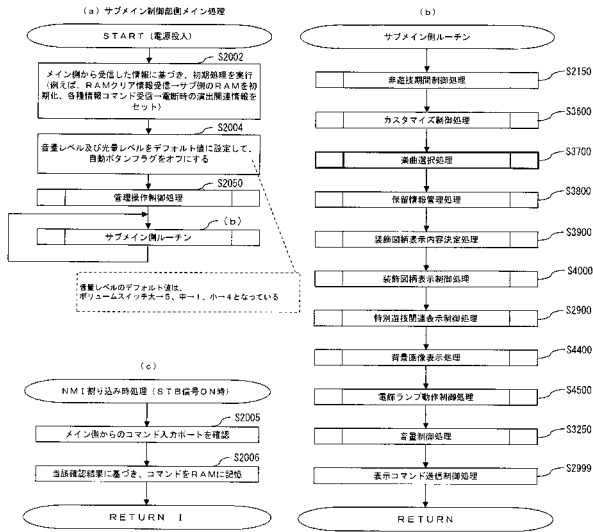 (a) サブメイン制御部側メイン処理
START (電源投入)
S2002
メイン側から受信した情報に基づき、初期処理を実行
(例えば、RAMクリア情報受信→サブ側のRAMを初
期化、各種情報コマンド受信→電断時の演出関連情報を
セット)
S2004
音量レベル及び光量レベルをデフォルト値に設定して、
自動ボタンフラグをオフにする
S2050
管理操作制御処理
(b)
サブメイン側ルーチン
音量レベルのデフォルト値は、
ボリュームスイッチ大→5、中→1、小→4となっている
(c)
NMI割り込み時処理 (STB信号ON時)
S2005
メイン側からのコマンド入力ポートを確認
S2006
当該確認結果に基づき、コマンドをRAMに記憶
RETURN I
(b)
サブメイン側ルーチン
S2150
非遊技期間制御処理
S3600
カスタマイズ制御処理
S3700
楽曲選択処理
S3800
保留情報管理処理
S3900
装飾図柄表示内容決定処理
S4000
装飾図柄表示制御処理
S2900
特別遊技関連表示制御処理
S4400
背景画像表示処理
S4500
電飾ランプ動作制御処理
S3250
音量制御処理
S2999
表示コマンド送信制御処理
RETURN